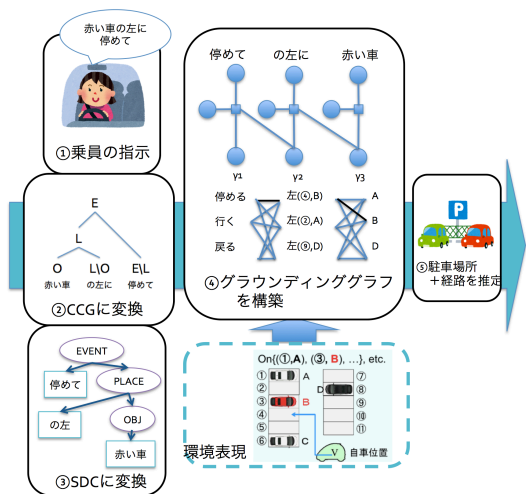 赤い車の左に
停めて
①乗員の指示
E
L
O L\O E\L
赤い車 の左に 停めて
②CCGに変換
EVENT
停めて
PLACE
の左
OBJ
赤い車
③SDCに変換
停めて の左に 赤い車
γ1 γ2 γ3
停める 左(④,B) A
行く 左(②,A) B
戻る 左(⑨,D) D
④グラウンディンググラフ
を構築
On{(①,A), (③, B), …}, etc.
① A ⑦
② D ⑧
③ B ⑨
④ ⑩
⑤ ⑪
⑥ C
環境表現
V 自車位置
P
⑤駐車場所
+経路を推定